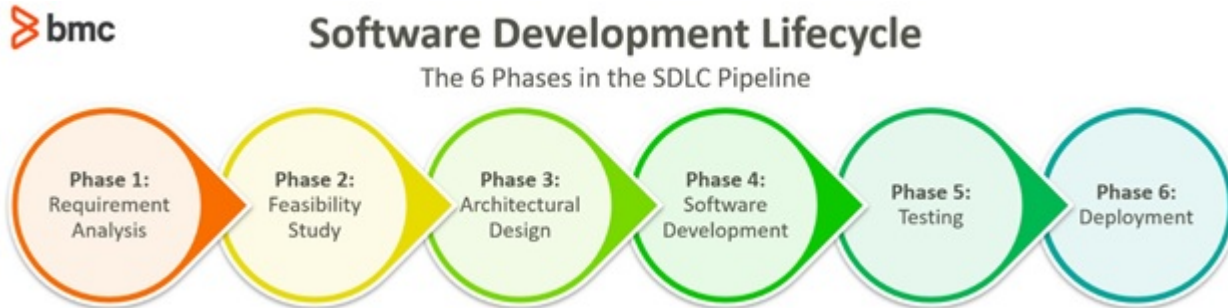 bmc
Software Development Lifecycle
The 6 Phases in the SDLC Pipeline
Phase 1:
Requirement
Analysis
Phase 2:
Feasibility
Study
Phase 3:
Architectural
Design
Phase 4:
Software
Development
Phase 5:
Testing
Phase 6:
Deployment